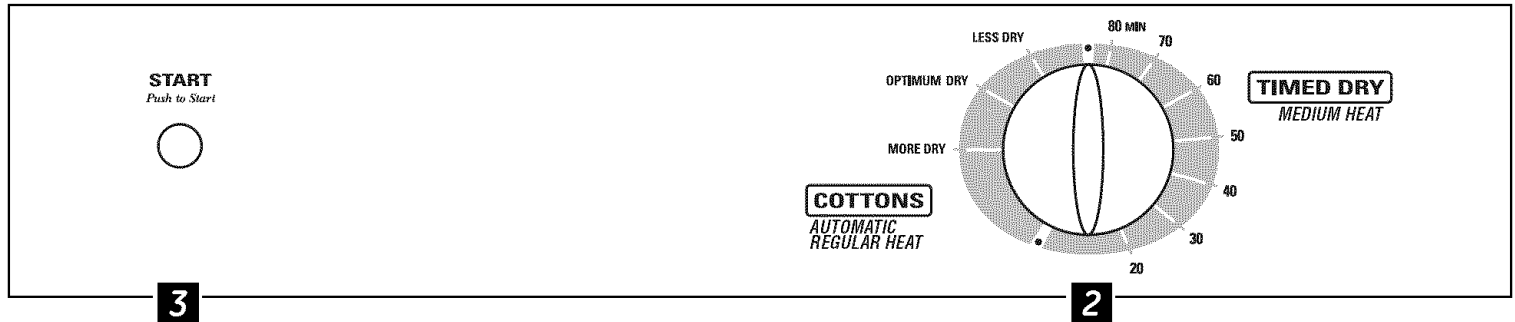 START
Push to Start
LESS DRY
OPTIMUM DRY
MORE DRY
COTTONS
AUTOMATIC
REGULAR HEAT
80 MIN
70
60
50
40
30
20
TIMED DRY
MEDIUM HEAT
3
2